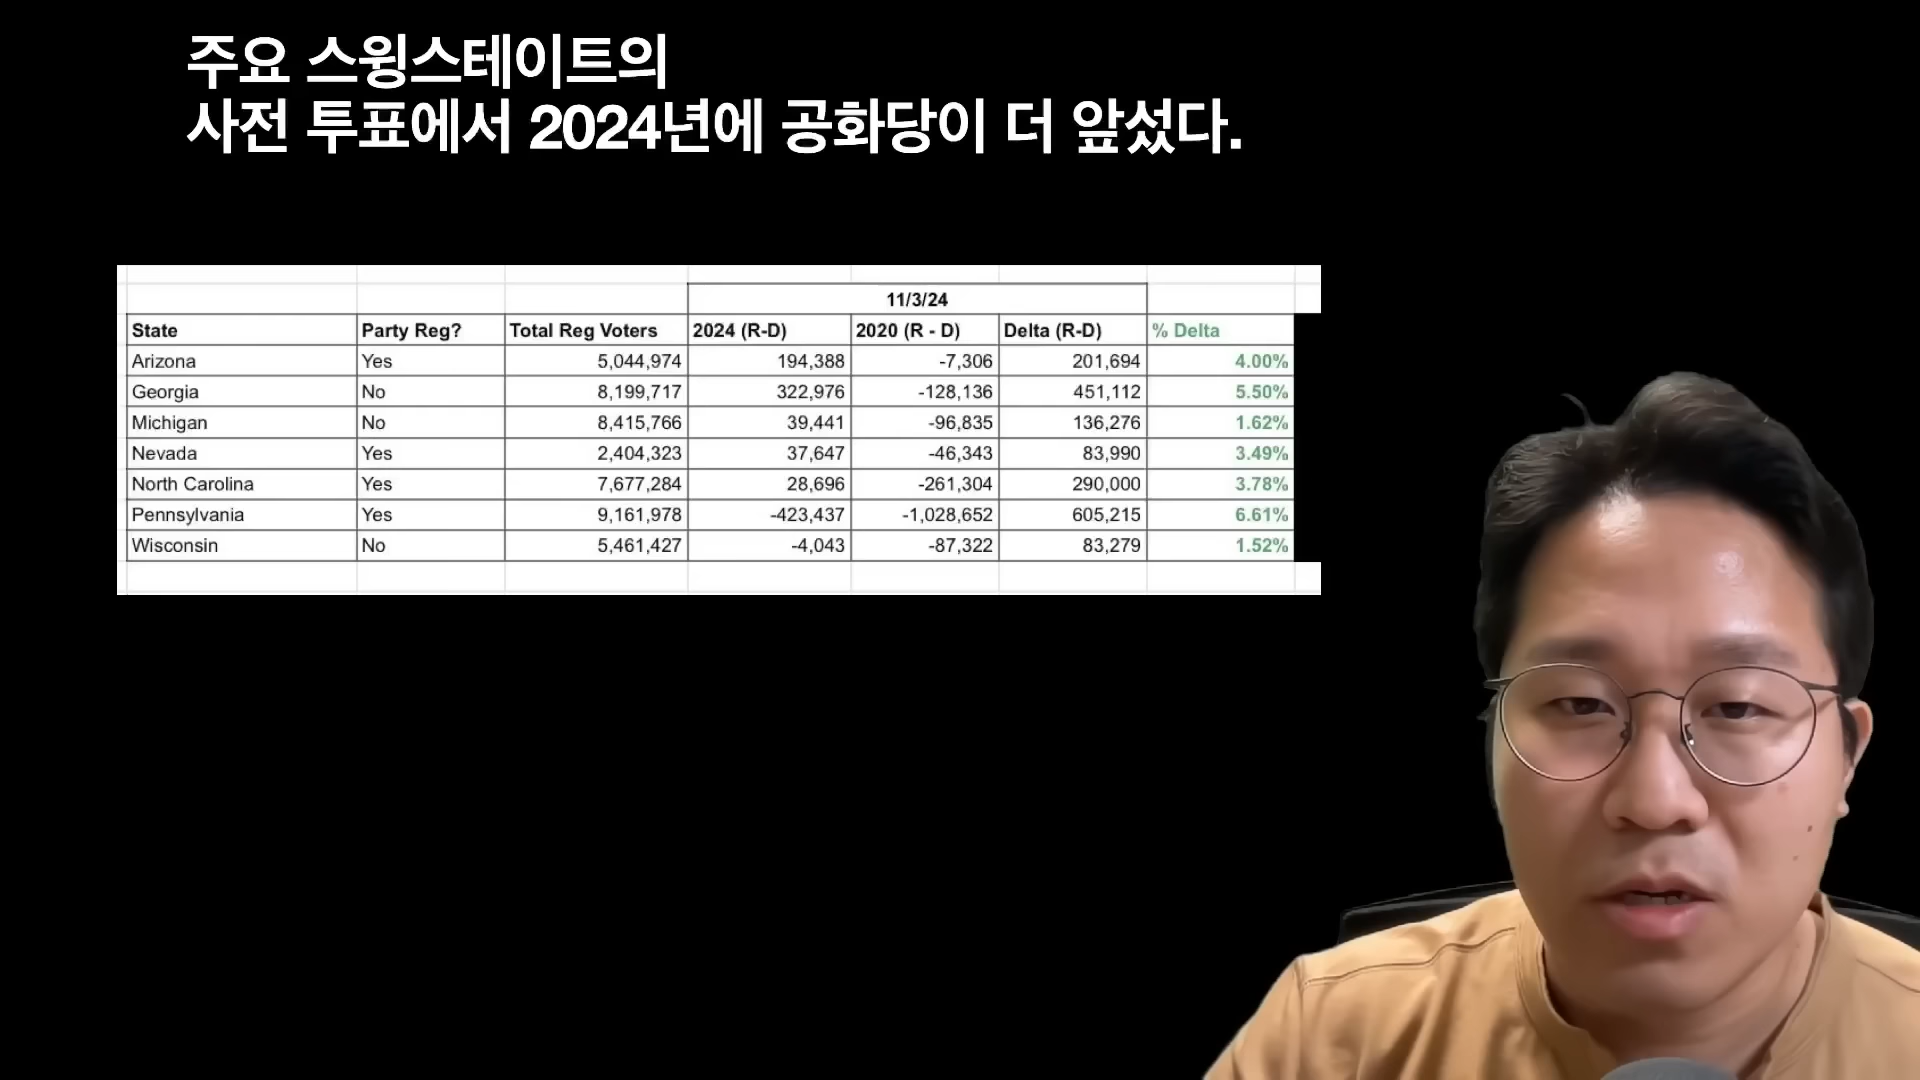 주요 스윙스테이트의
사전 투표에서 2024년에 공화당이 더 앞섰다.
11/3/24
State Party Reg? Total Reg Voters 2024 (R-D) 2020 (R - D) Delta (R-D) % Delta
Arizona Yes 5,044,974 194,388 -7,306 201,694 4.00%
Georgia No 8,199,717 322,976 -128,136 451,112 5.50%
Michigan No 8,415,766 39,441 -96,835 136,276 1.62%
Nevada Yes 2,404,323 37,647 -46,343 83,990 3.49%
North Carolina Yes 7,677,284 28,696 -261,304 290,000 3.78%
Pennsylvania Yes 9,161,978 -423,437 -1,028,652 605,215 6.61%
Wisconsin No 5,461,427 -4,043 -87,322 83,279 1.52%